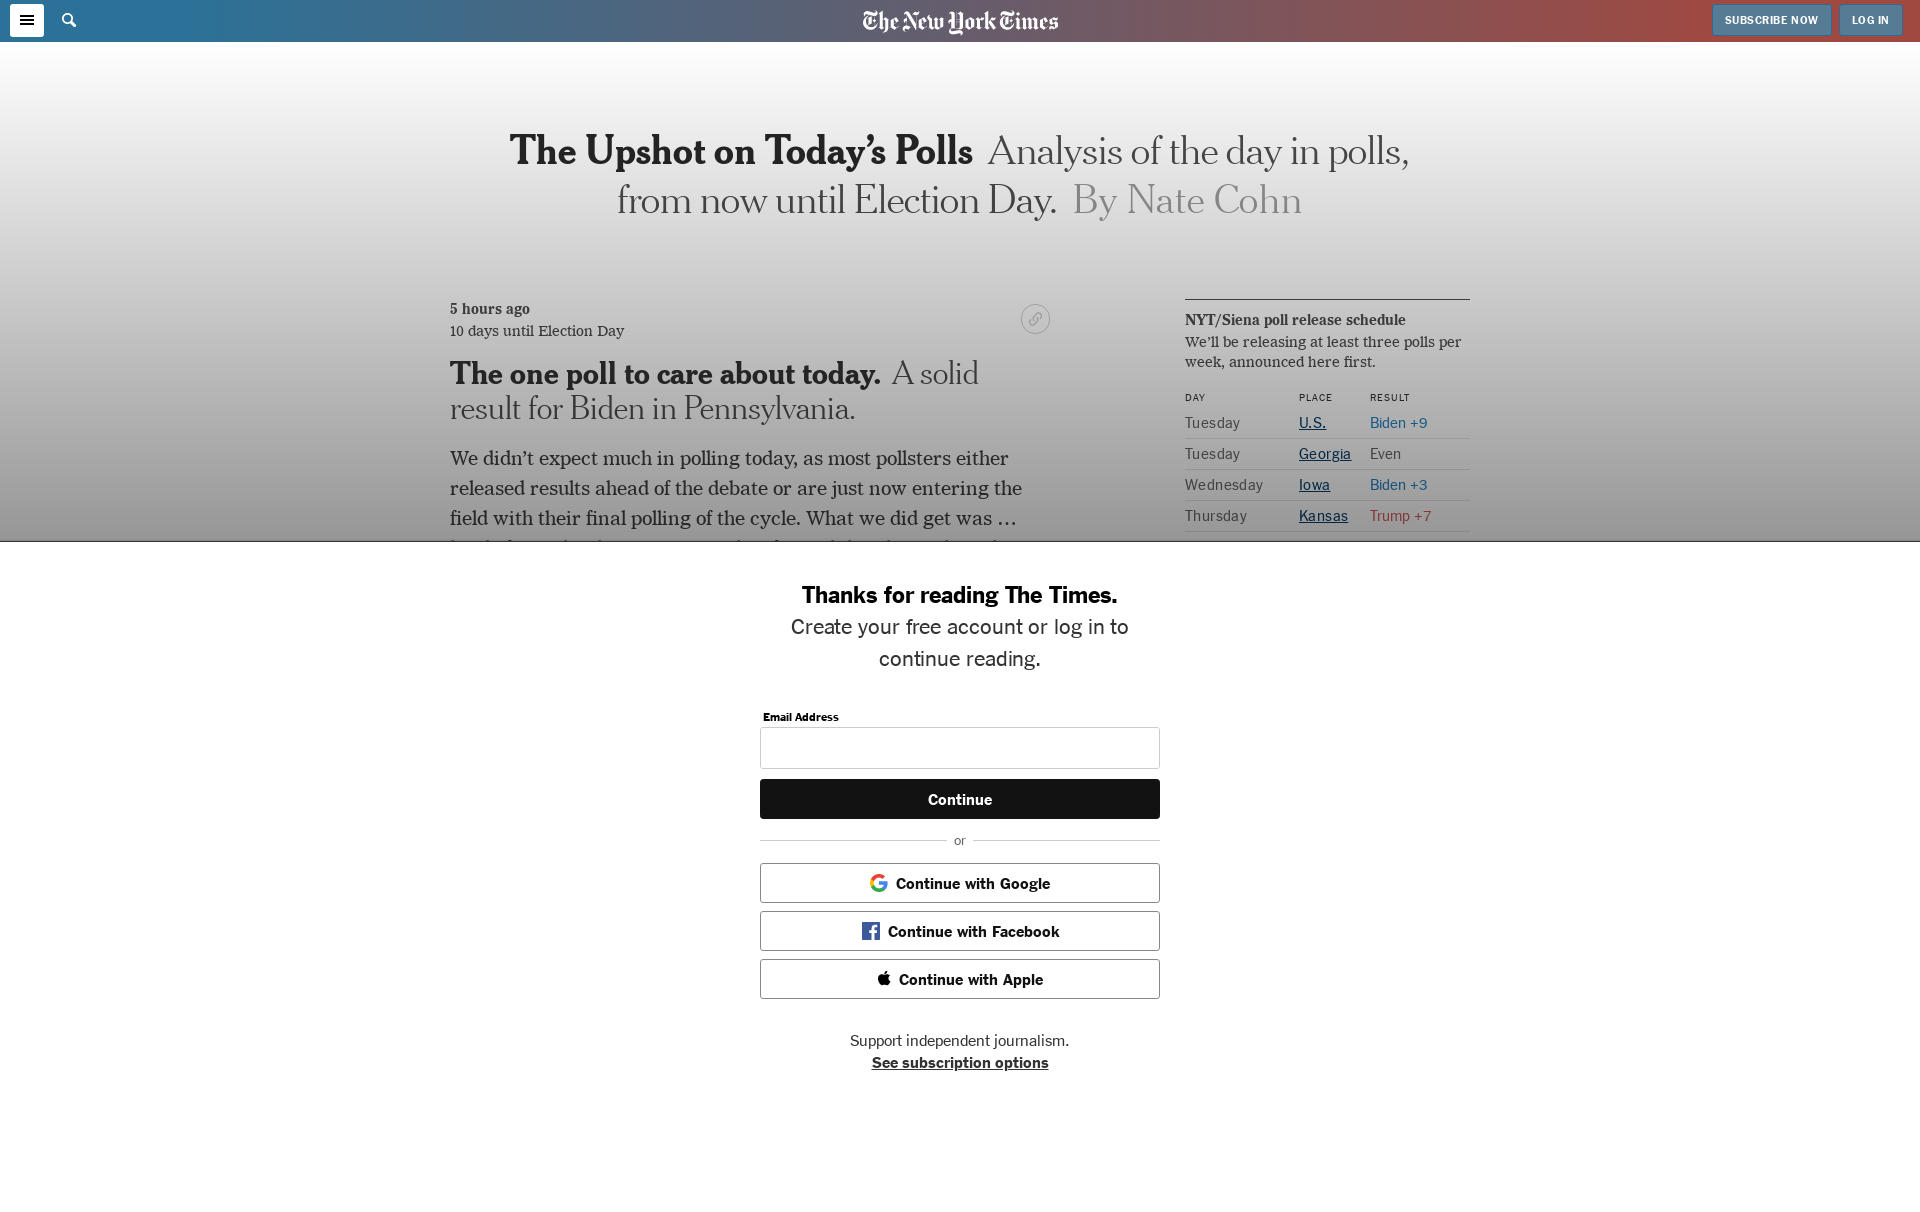 The New York Times
SUBSCRIBE NOW
LOG IN
The Upshot on Today’s Polls Analysis of the day in polls,
from now until Election Day. By Nate Cohn
5 hours ago
10 days until Election Day
The one poll to care about today. A solid
result for Biden in Pennsylvania.
We didn’t expect much in polling today, as most pollsters either
released results ahead of the debate or are just now entering the
field with their final polling of the cycle. What we did get was …
NYT/Siena poll release schedule
We’ll be releasing at least three polls per
week, announced here first.
DAY PLACE RESULT
Tuesday U.S. Biden +9
Tuesday Georgia Even
Wednesday Iowa Biden +3
Thursday Kansas Trump +7
Thanks for reading The Times.
Create your free account or log in to
continue reading.
Email Address
Continue
or
Continue with Google
Continue with Facebook
Continue with Apple
Support independent journalism.
See subscription options